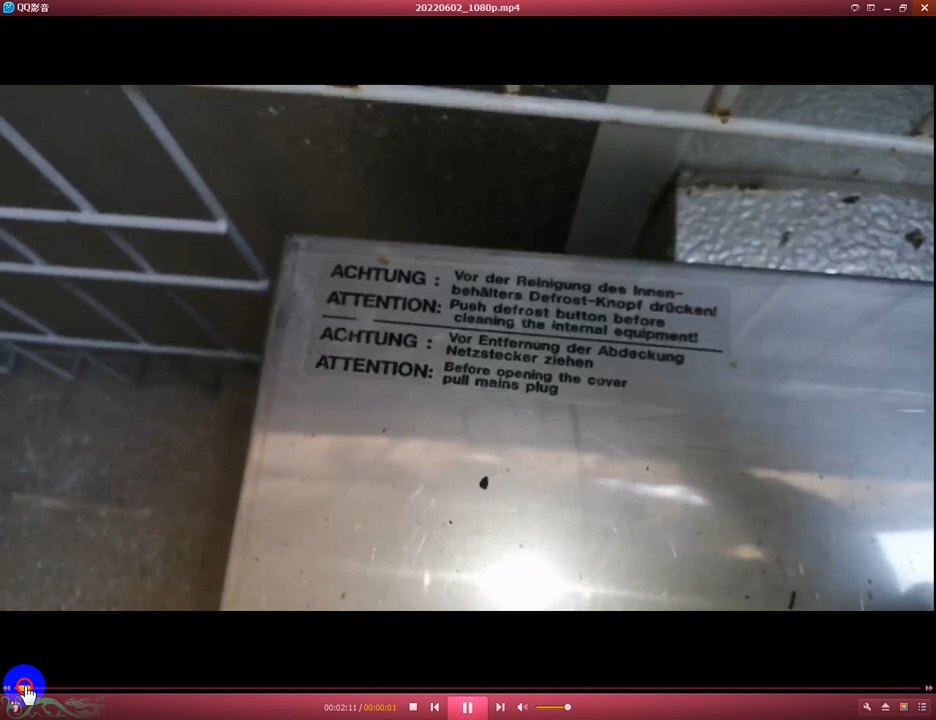 QQ影音
20220602_1080p.mp4
ACHTUNG : Vor der Reinigung des Innen-
behälters Defrost-Knopf drücken!
ATTENTION: Push defrost button before
cleaning the internal equipment!
ACHTUNG : Vor Entfernung der Abdeckung
Netzstecker ziehen
ATTENTION: Before opening the cover
pull mains plug
00:02:11 / 00:00:01